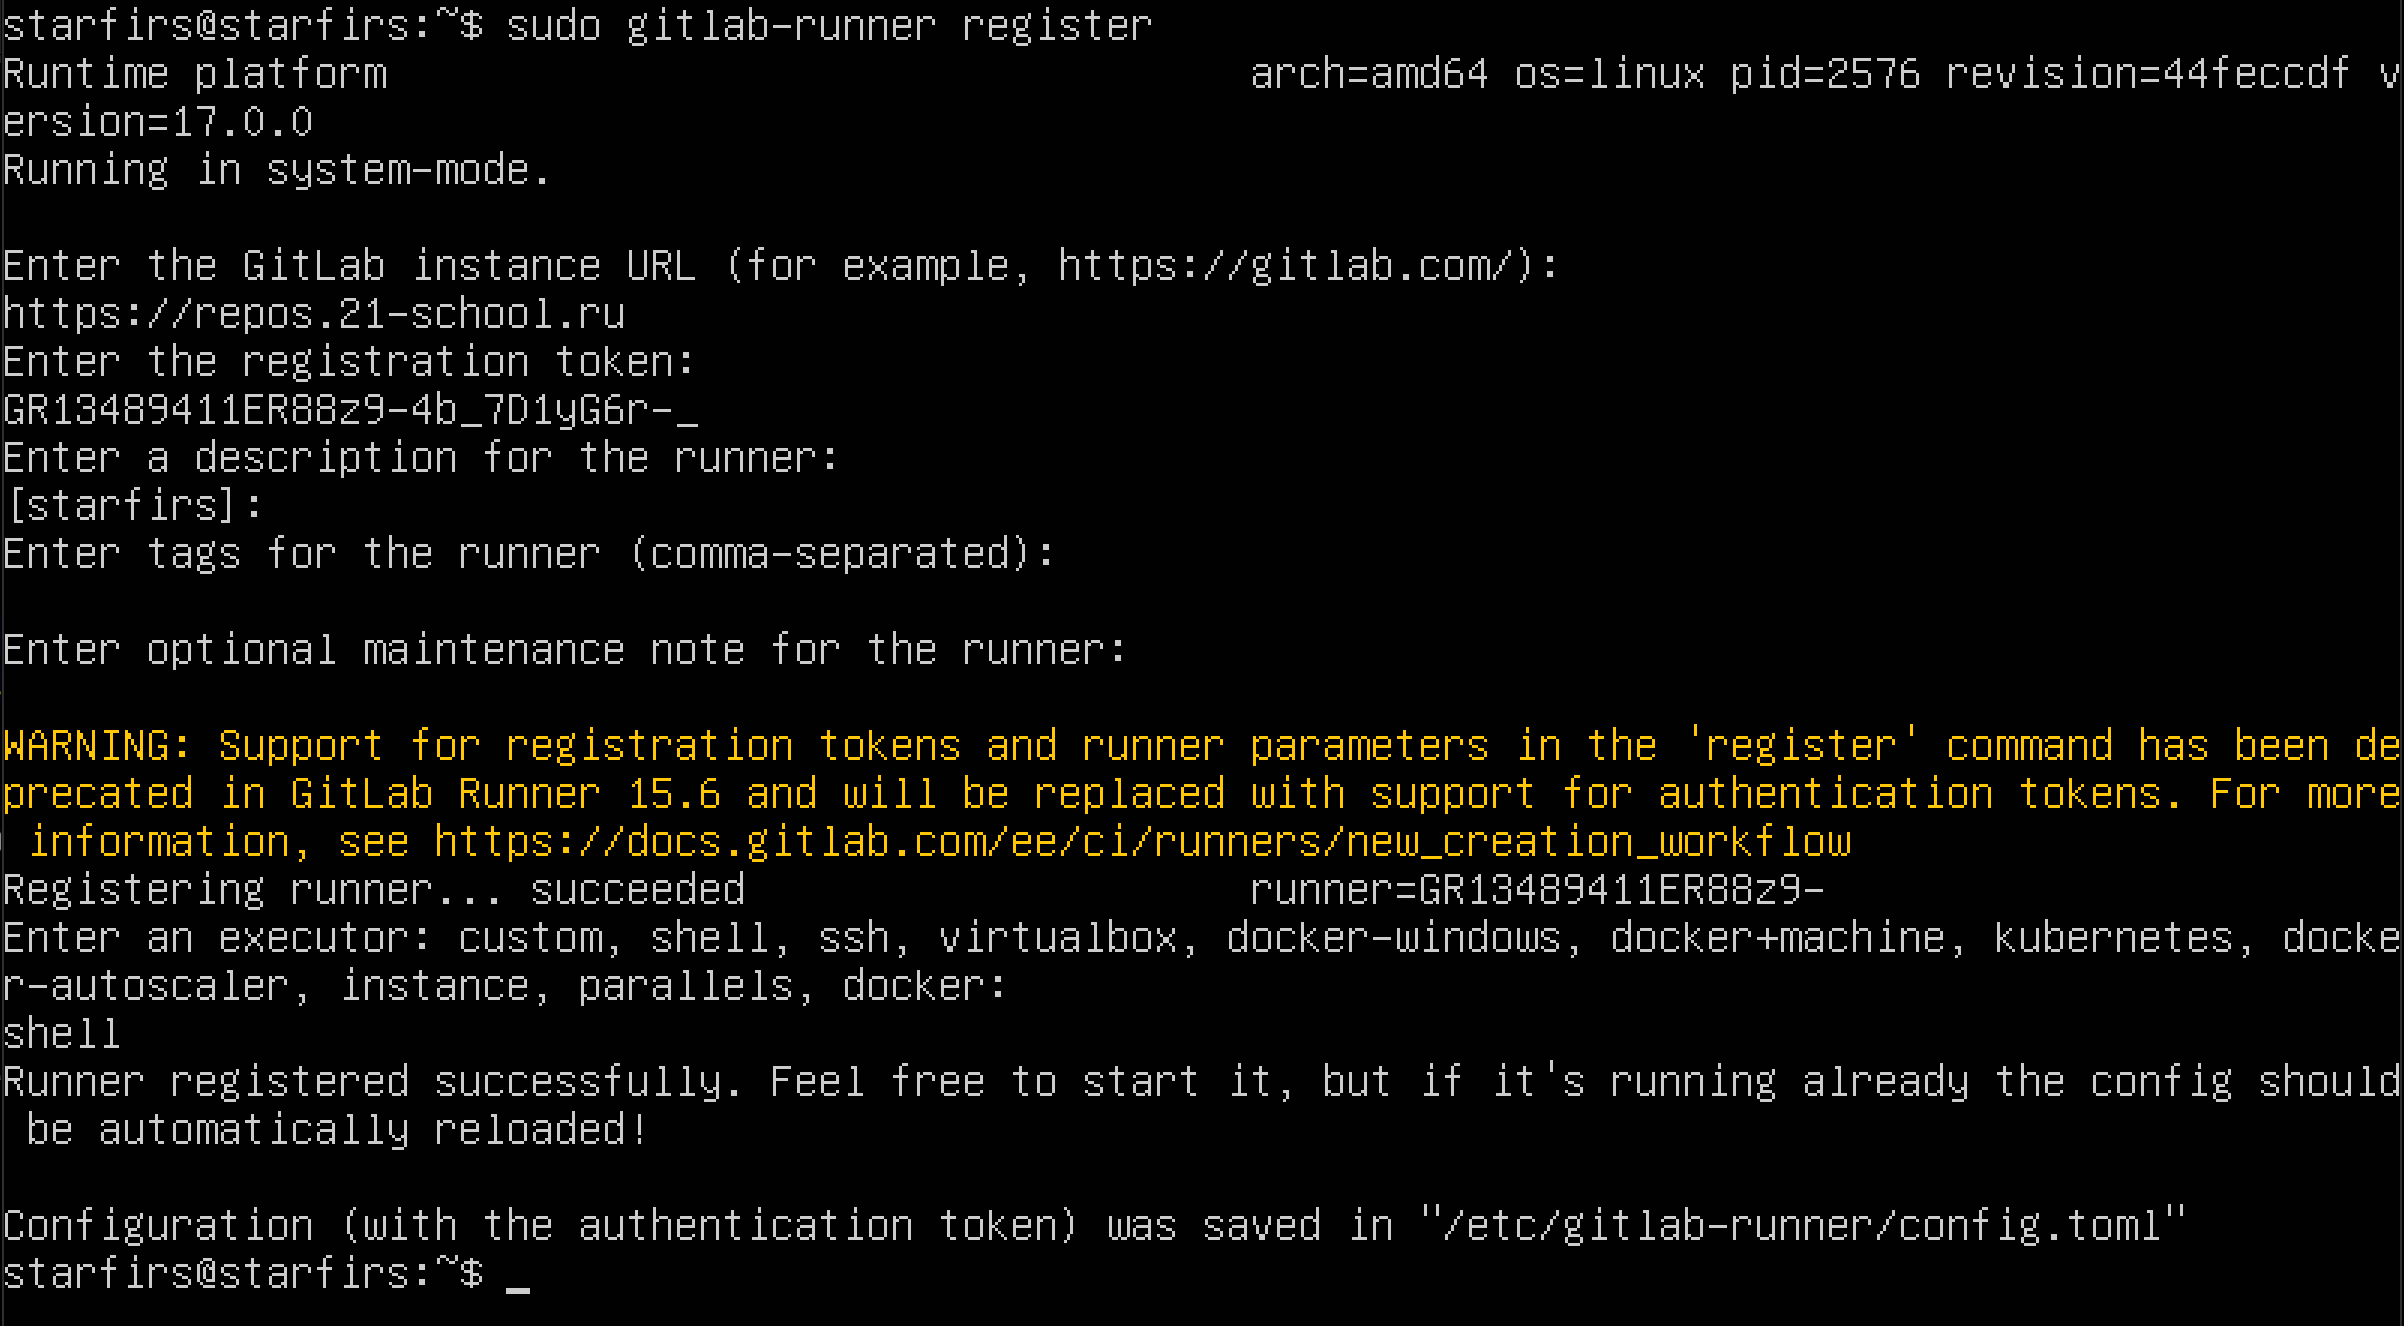 starfirs@starfirs:~$ sudo gitlab-runner register
Runtime platform                                    arch=amd64 os=linux pid=2576 revision=44feccdf v
ersion=17.0.0
Running in system-mode.
Enter the GitLab instance URL (for example, https://gitlab.com/):
https://repos.21-school.ru
Enter the registration token:
GR13489411ER88z9-4b_7D1yG6r-_
Enter a description for the runner:
[starfirs]:
Enter tags for the runner (comma-separated):
Enter optional maintenance note for the runner:
WARNING: Support for registration tokens and runner parameters in the 'register' command has been de
precated in GitLab Runner 15.6 and will be replaced with support for authentication tokens. For more
 information, see https://docs.gitlab.com/ee/ci/runners/new_creation_workflow
Registering runner... succeeded                     runner=GR13489411ER88z9-
Enter an executor: custom, shell, ssh, virtualbox, docker-windows, docker+machine, kubernetes, docke
r-autoscaler, instance, parallels, docker:
shell
Runner registered successfully. Feel free to start it, but if it's running already the config should
 be automatically reloaded!
Configuration (with the authentication token) was saved in "/etc/gitlab-runner/config.toml"
starfirs@starfirs:~$ _